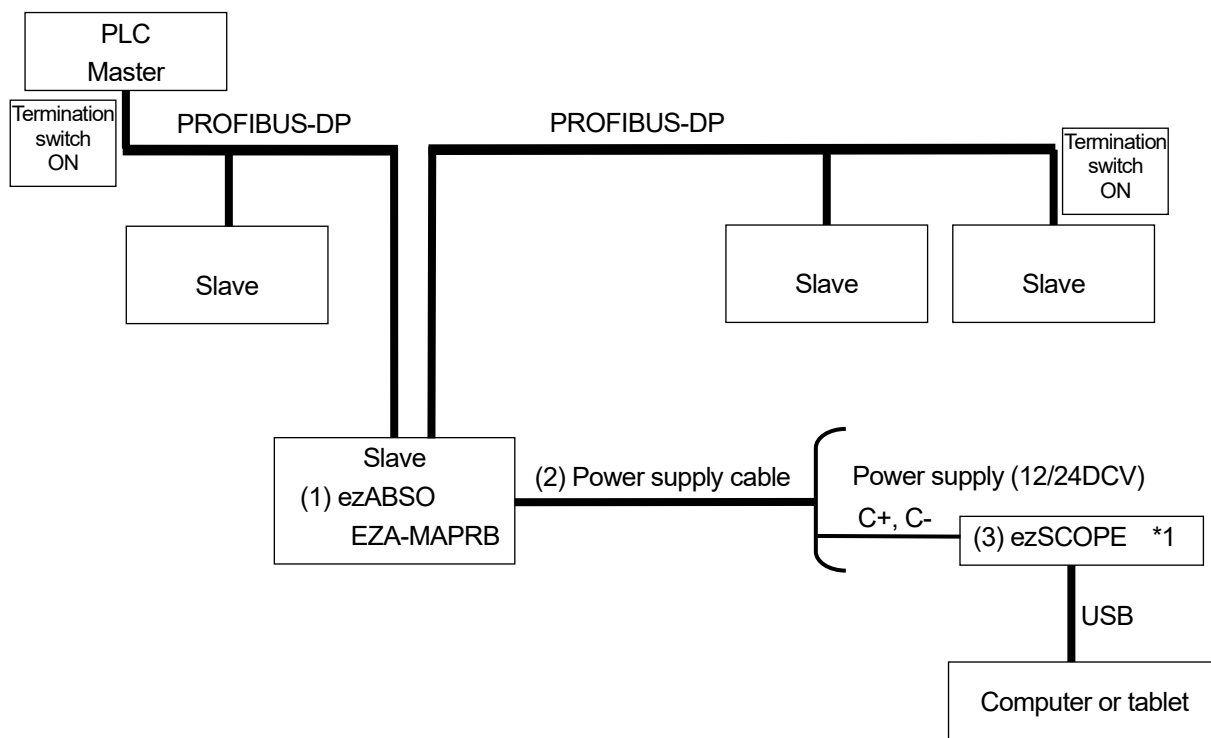 PLC
Master
Termination
switch
ON
PROFIBUS-DP
PROFIBUS-DP
Termination
switch
ON
Slave
Slave
Slave
Slave
(1) ezABSO
EZA-MAPRB
(2) Power supply cable
Power supply (12/24DCV)
C+, C-
(3) ezSCOPE *1
USB
Computer or tablet